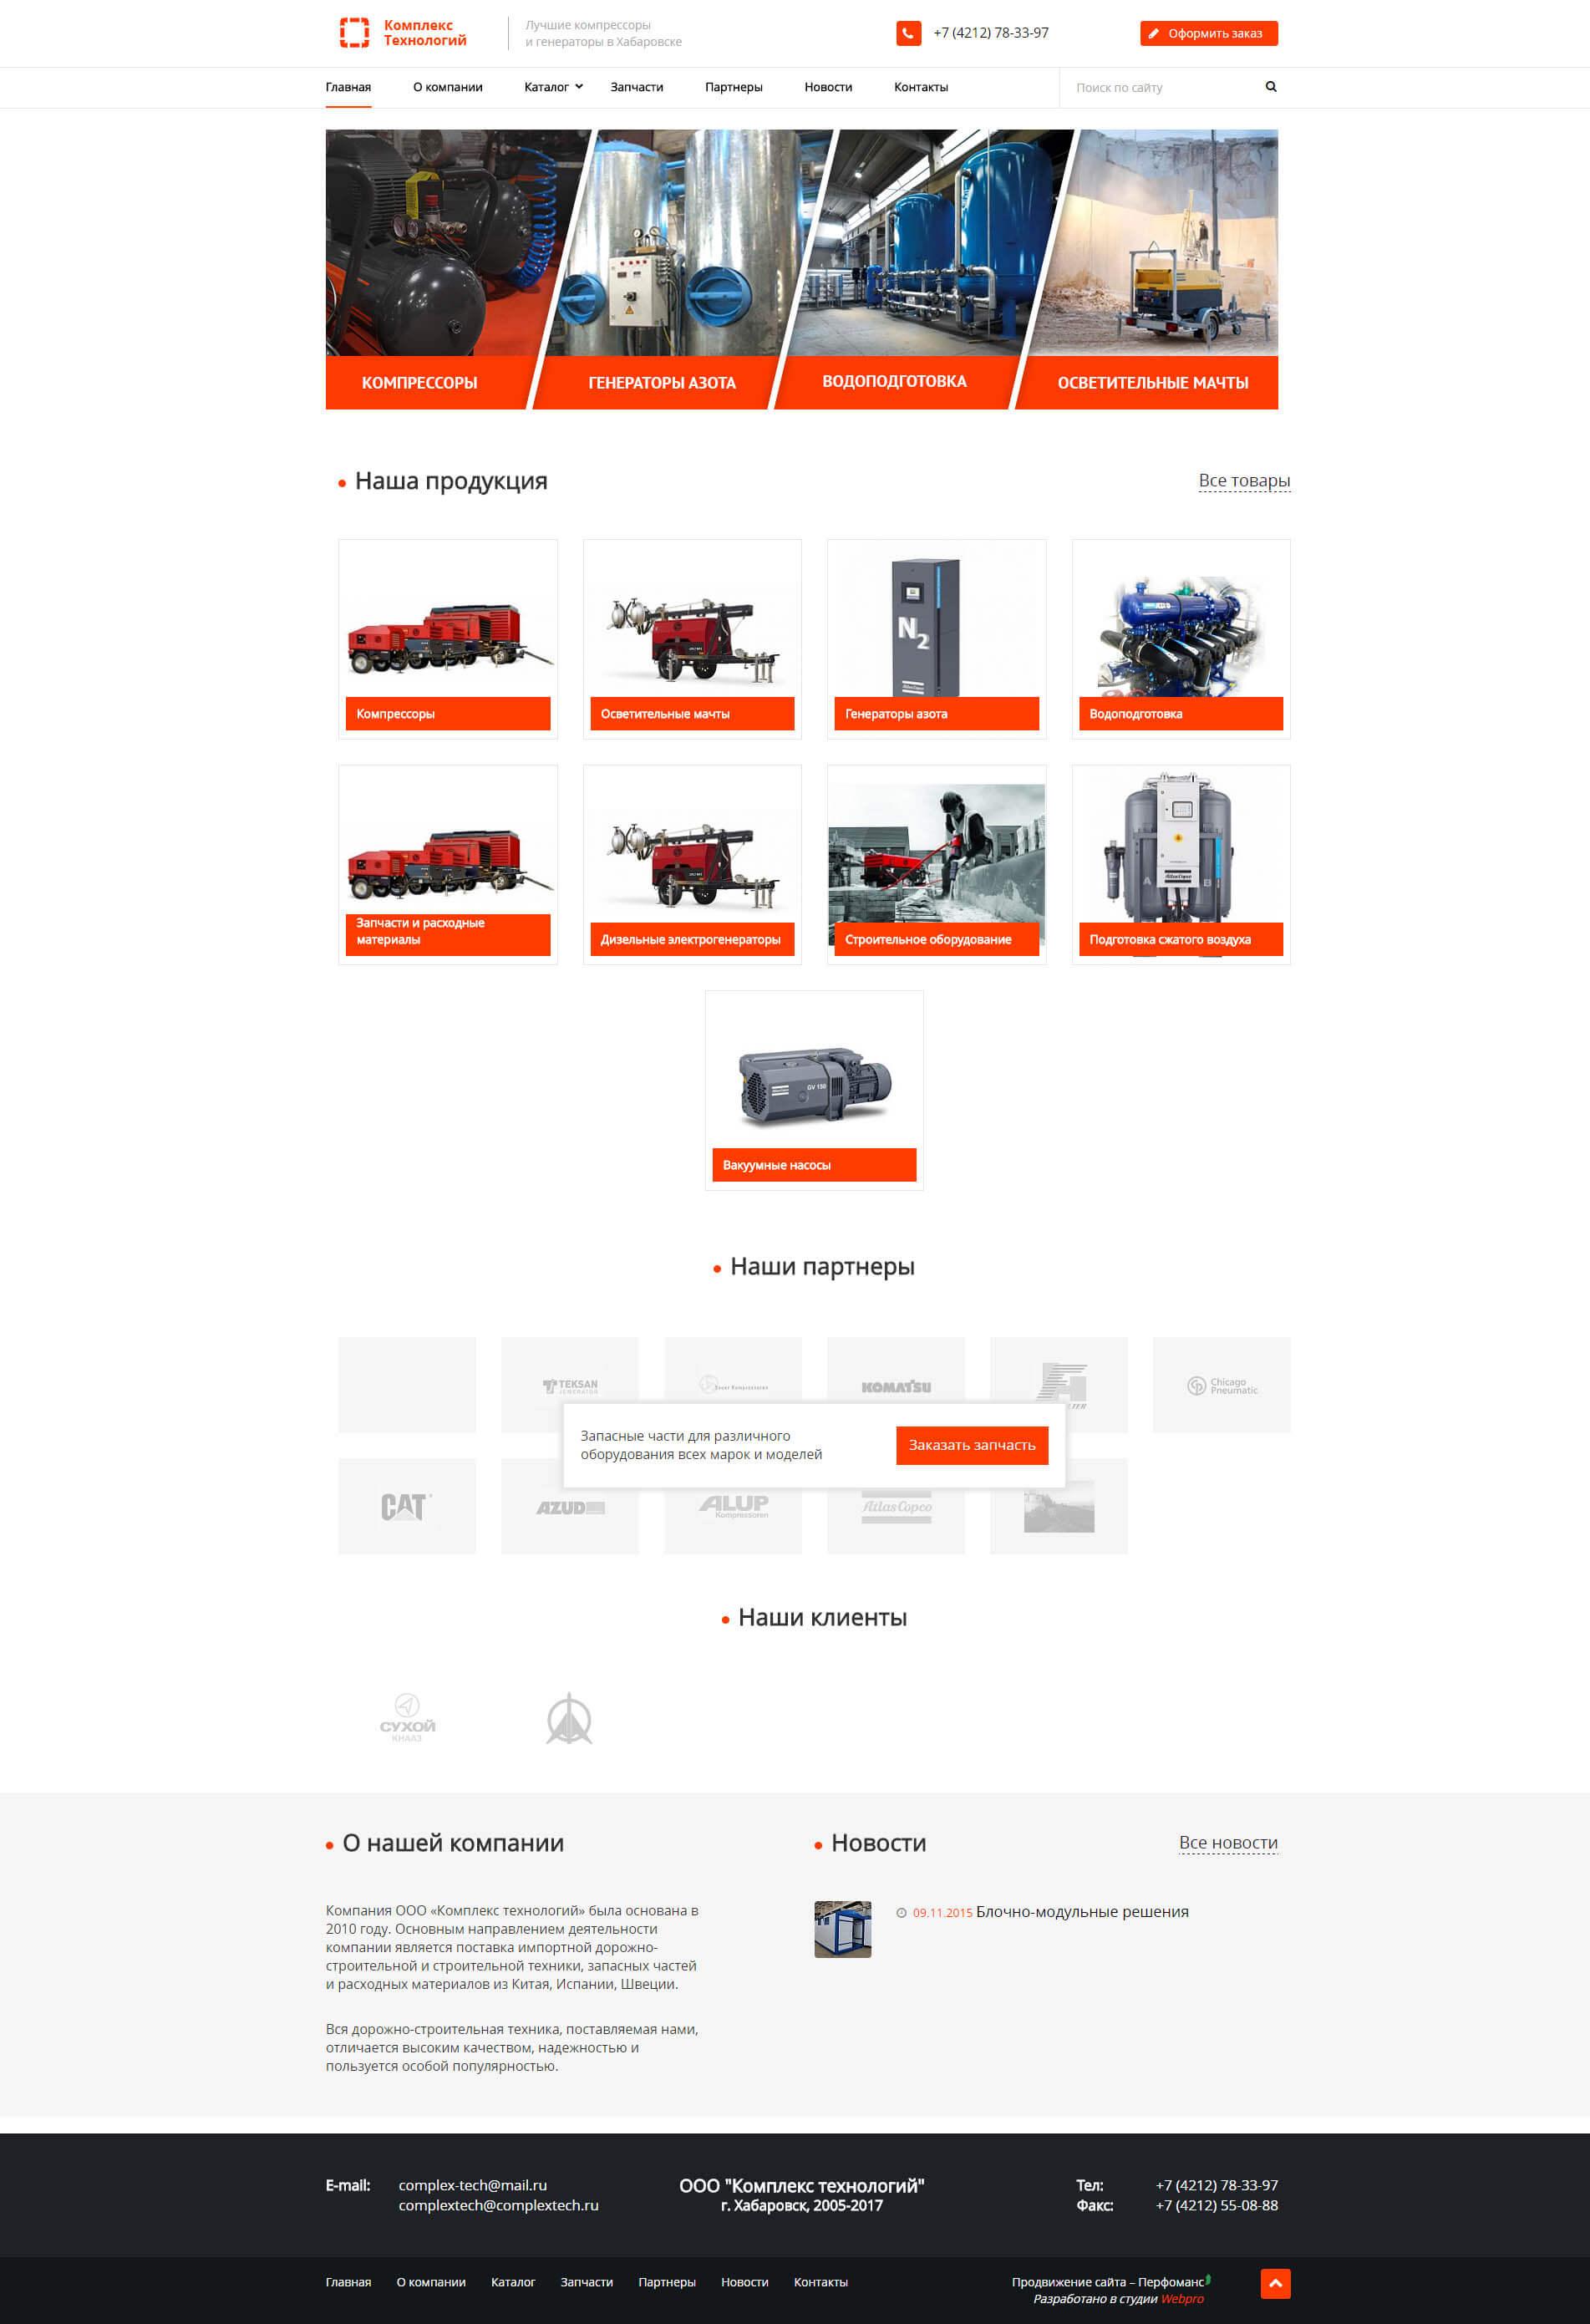 Комплекс
Технологий
Лучшие компрессоры
и генераторы в Хабаровске
+7 (4212) 78-33-97
Оформить заказ
Главная
О компании
Каталог
Запчасти
Партнеры
Новости
Контакты
Поиск по сайту
КОМПРЕССОРЫ
ГЕНЕРАТОРЫ АЗОТА
ВОДОПОДГОТОВКА
ОСВЕТИТЕЛЬНЫЕ МАЧТЫ
Наша продукция
Все товары
N2
Atlas Copco
Компрессоры
Осветительные мачты
Генераторы азота
Водоподготовка
Atlas Copco
A
B
Запчасти и расходные
материалы
Дизельные электрогенераторы
Строительное оборудование
Подготовка сжатого воздуха
GV 150
Вакуумные насосы
Наши партнеры
TEKSAN
JENERATÖR
KOMATSU
Chicago
Pneumatic
Запасные части для различного
оборудования всех марок и моделей
Заказать запчасть
CAT
AZUD
ALUP
Kompressoren
Atlas Copco
Наши клиенты
СУХОЙ
КНААЗ
О нашей компании
Компания ООО «Комплекс технологий» была основана в
2010 году. Основным направлением деятельности
компании является поставка импортной дорожно-
строительной и строительной техники, запасных частей
и расходных материалов из Китая, Испании, Швеции.
Вся дорожно-строительная техника, поставляемая нами,
отличается высоким качеством, надежностью и
пользуется особой популярностью.
Новости
Все новости
09.11.2015 Блочно-модульные решения
E-mail:
complex-tech@mail.ru
complextech@complextech.ru
ООО "Комплекс технологий"
г. Хабаровск, 2005-2017
Тел:
+7 (4212) 78-33-97
Факс:
+7 (4212) 55-08-88
Главная
О компании
Каталог
Запчасти
Партнеры
Новости
Контакты
Продвижение сайта – Перфоманс
Разработано в студии Webpro